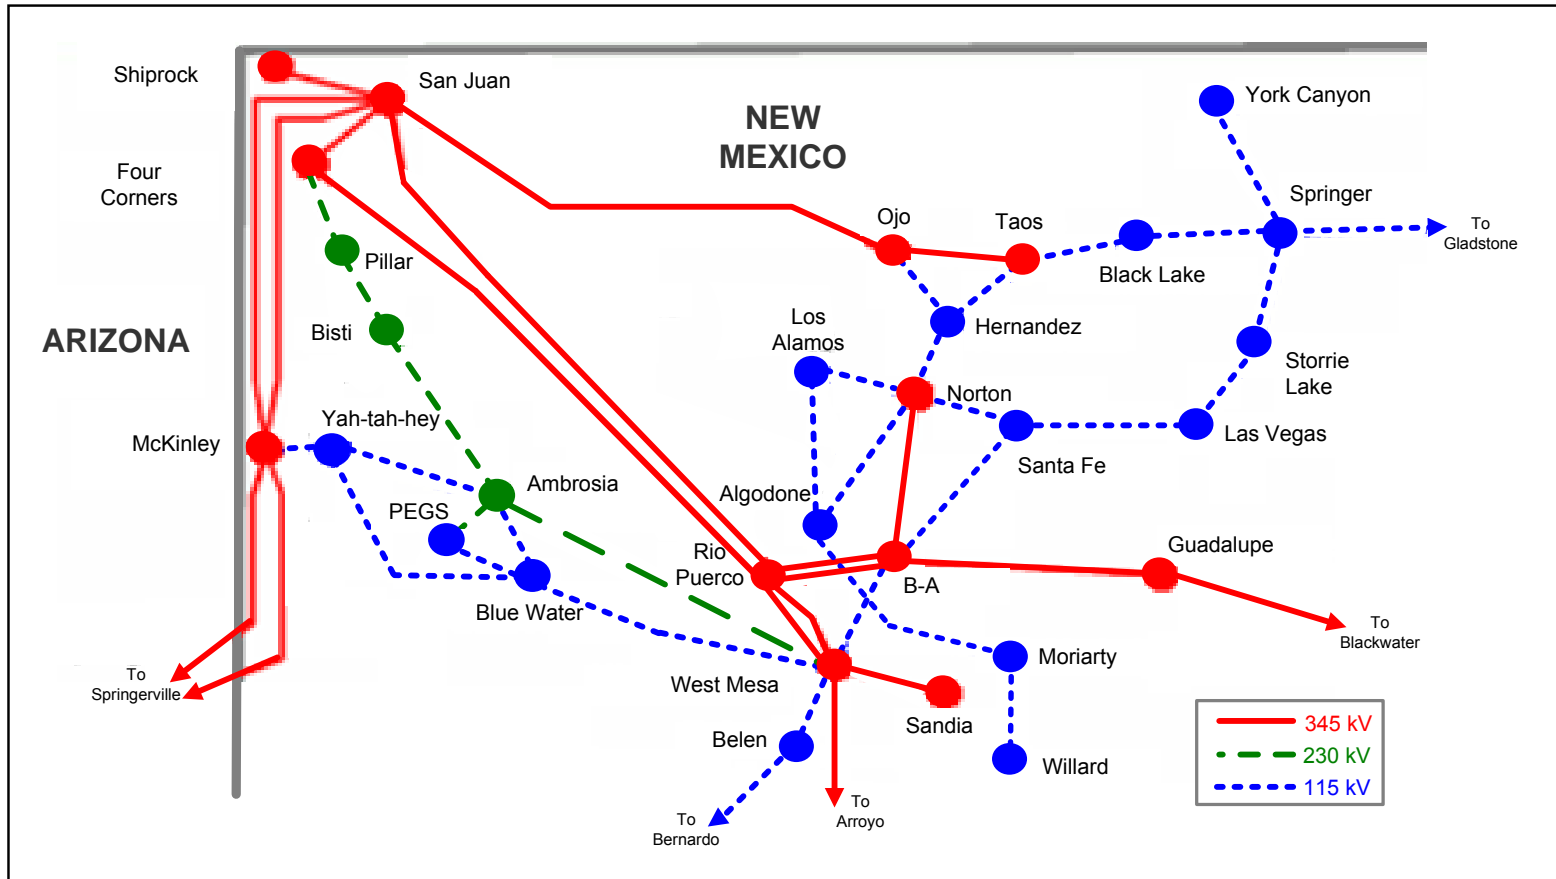 Shiprock
San Juan
York Canyon
NEW
MEXICO
Four
Corners
Springer
Ojo
Taos
To
Gladstone
Pillar
Black Lake
ARIZONA
Bisti
Los
Alamos
Hernandez
Storrie
Lake
Norton
Yah-tah-hey
McKinley
Las Vegas
Santa Fe
Ambrosia
Algodone
PEGS
Rio
Puerco
Guadalupe
B-A
Blue Water
To
Blackwater
Moriarty
To
Springerville
West Mesa
Sandia
Belen
Willard
345 kV
230 kV
115 kV
To
Arroyo
To
Bernardo